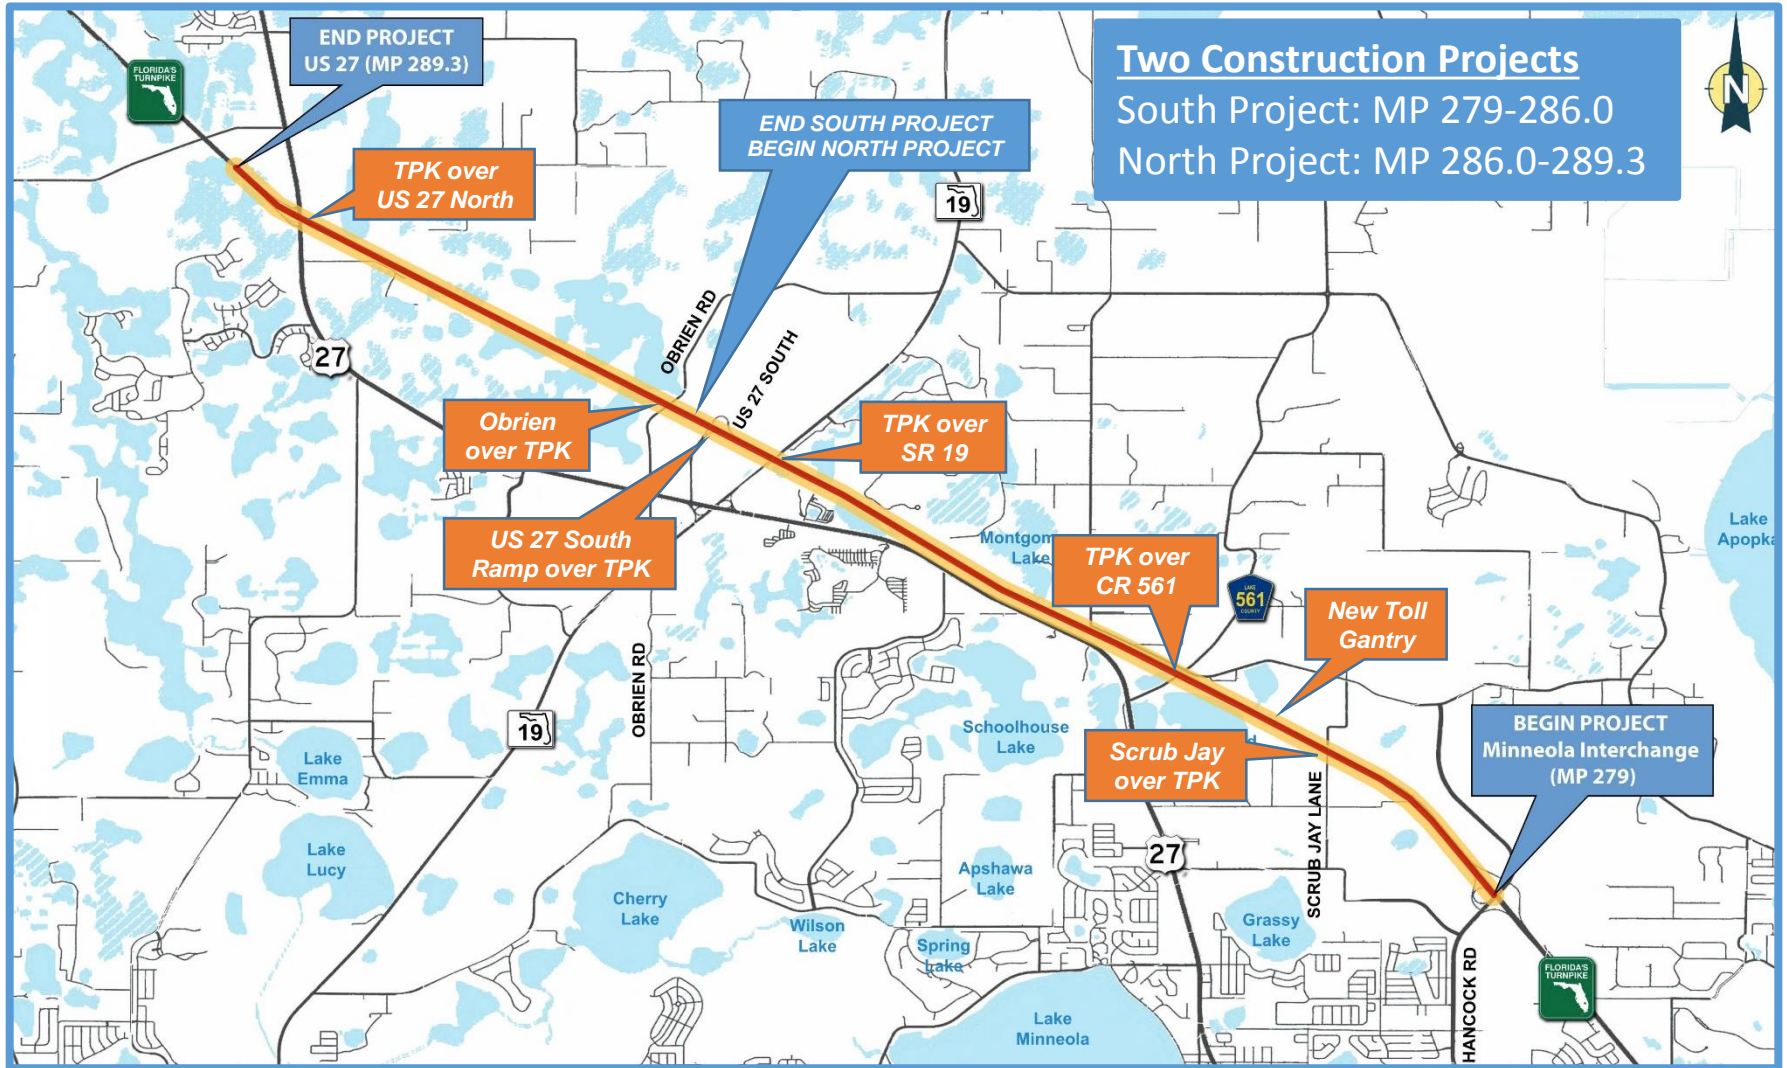 END PROJECT
US 27 (MP 289.3)
Two Construction Projects
South Project: MP 279-286.0
North Project: MP 286.0-289.3
N
FLORIDA'S
TURNPIKE
END SOUTH PROJECT
BEGIN NORTH PROJECT
TPK over
US 27 North
19
OBRIEN RD
27
US 27 SOUTH
Obrien
over TPK
TPK over
SR 19
US 27 South
Ramp over TPK
Lake
Apopka
Montgom
Lake
TPK over
CR 561
LAKE
561
COUNTY
New Toll
Gantry
OBRIEN RD
19
Schoolhouse
Lake
BEGIN PROJECT
Minneola Interchange
(MP 279)
Scrub Jay
over TPK
d
Lake
Emma
SCRUB JAY LANE
Lake
Lucy
27
Apshawa
Lake
Cherry
Lake
Wilson
Lake
Grassy
Lake
Spring
Lake
HANCOCK RD
FLORIDA'S
TURNPIKE
Lake
Minneola